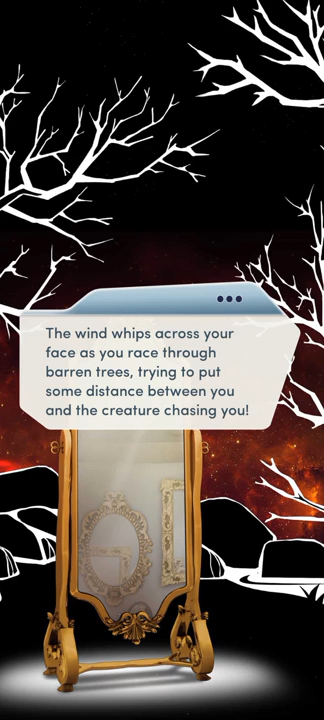 The wind whips across your
face as you race through
barren trees, trying to put
some distance between you
and the creature chasing you!